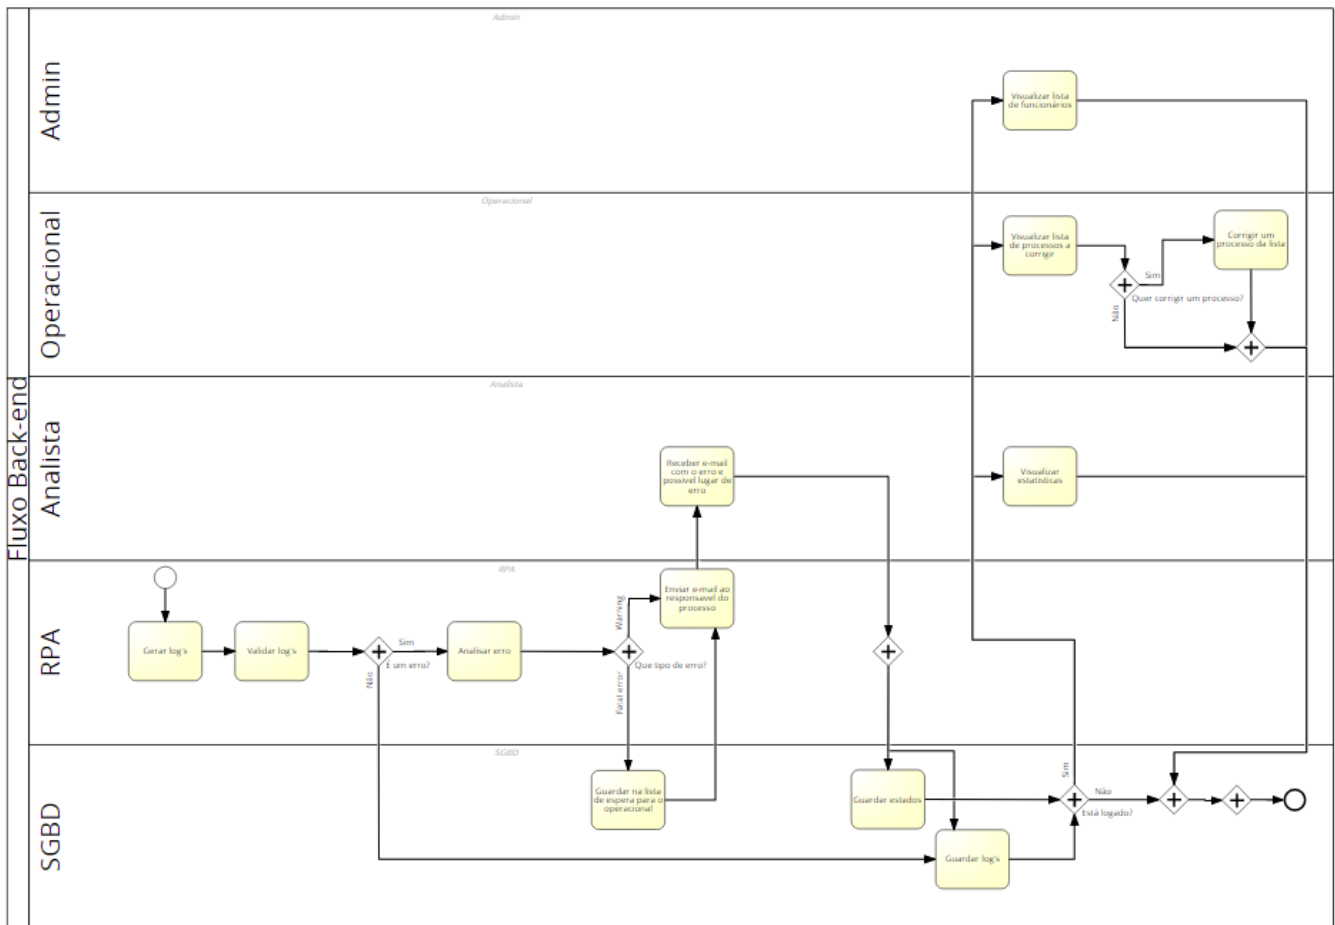 Fluxo Back-end
Admin
Admin
Visualizar lista
de funcionários
Operacional
Operacional
Visualizar lista
de processos a
corrigir
Sim
Quer corrigir um processo?
Não
Corrigir um
processo da lista
Analista
Analista
Receber e-mail
com o erro e
possivel lugar de
erro
Visualizar
estatisticas
RPA
RPA
Gerar log's
Validar log's
Sim
É um erro?
Não
Analisar erro
Warning
Que tipo de erro?
Fatal error
Enviar e-mail ao
responsavel do
processo
SGBD
SGBD
Guardar na lista
de espera para o
operacional
Guardar estados
Guardar log's
Sim
Não
Está logado?